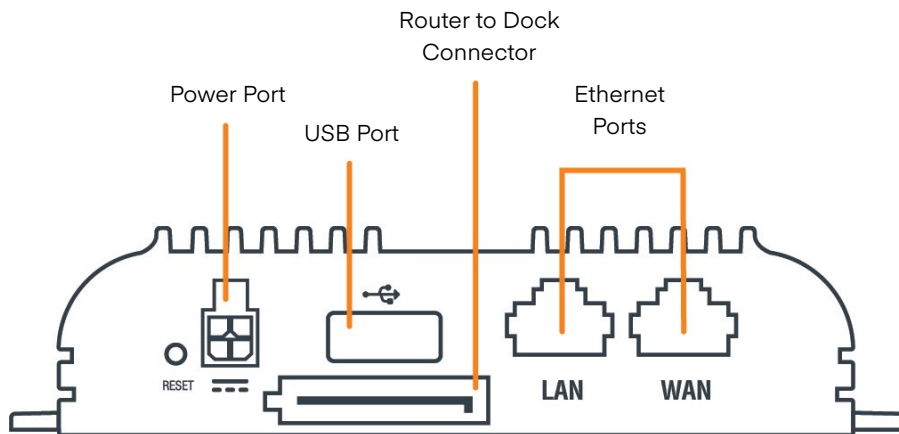 Router to Dock
Connector
Power Port
Ethernet
Ports
USB Port
RESET
LAN
WAN